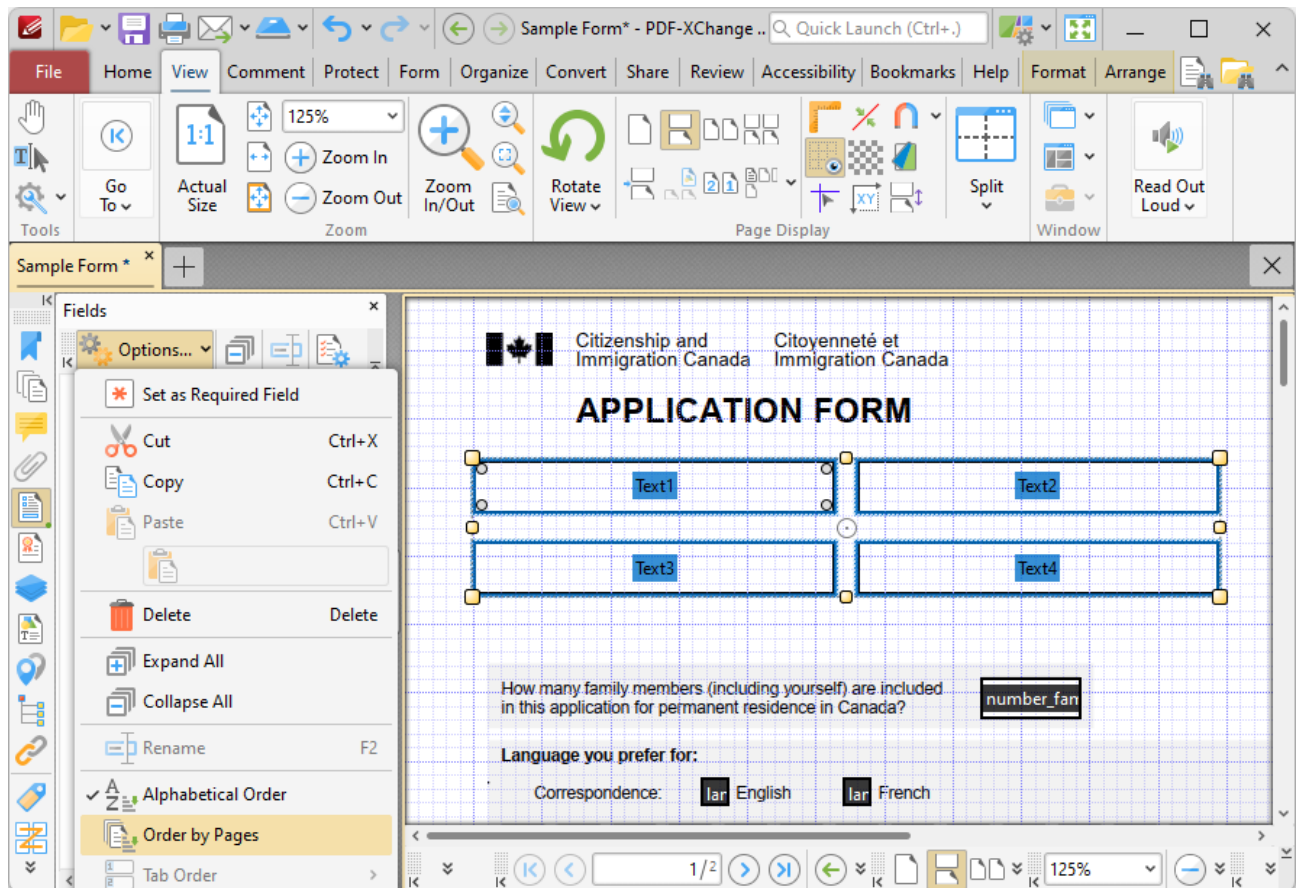 Sample Form* - PDF-XChange .. Quick Launch (Ctrl+.)
File Home View Comment Protect Form Organize Convert Share Review Accessibility Bookmarks Help Format Arrange
Go To
1:1
Actual Size
125%
Zoom In
Zoom Out
Zoom In/Out
Rotate View
21
XY
Split
Read Out Loud
Tools Zoom Page Display Window
Sample Form *
Fields
Options...
Set as Required Field
Cut Ctrl+X
Copy Ctrl+C
Paste Ctrl+V
Delete Delete
Expand All
Collapse All
Rename F2
Alphabetical Order
Order by Pages
Tab Order
Citizenship and Immigration Canada
Citoyenneté et Immigration Canada
APPLICATION FORM
Text1 Text2
Text3 Text4
How many family members (including yourself) are included
in this application for permanent residence in Canada?
number_fan
Language you prefer for:
Correspondence: lar English lar French
1/2
125%